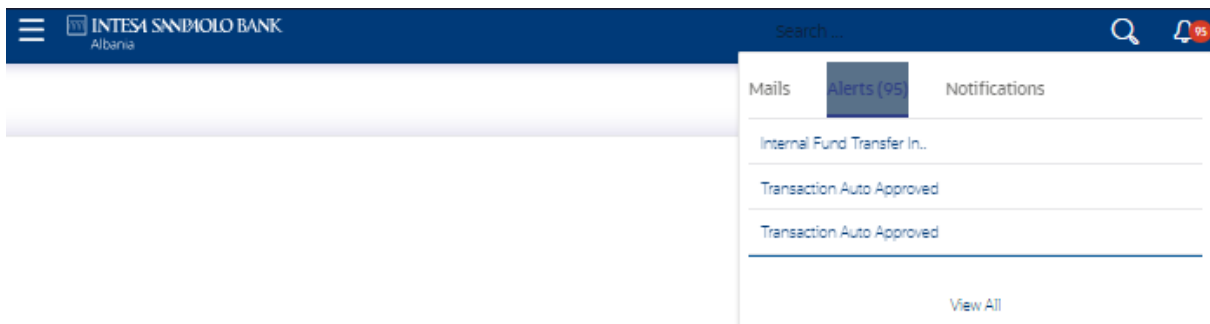 INTESA SANPAOLO BANK
Albania
Search ...
95
Mails Alerts (95) Notifications
Internal Fund Transfer In..
Transaction Auto Approved
Transaction Auto Approved
View All